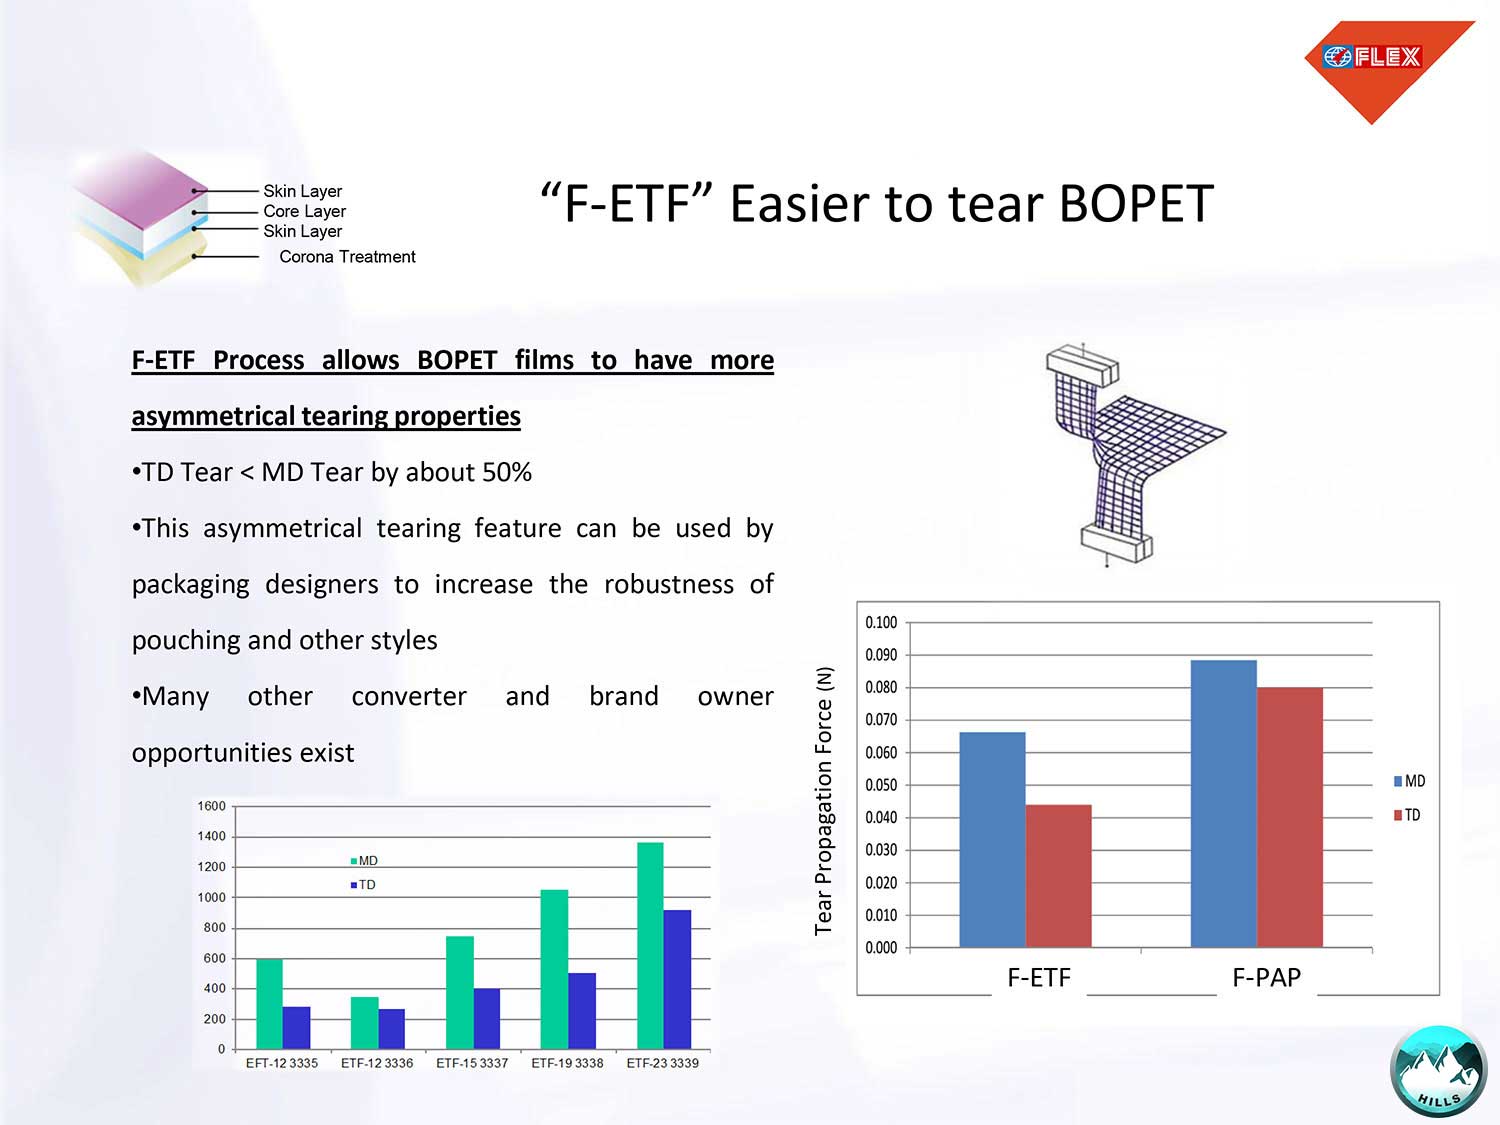 FLEX
Skin Layer
Core Layer
Skin Layer
Corona Treatment
“F-ETF” Easier to tear BOPET
F-ETF Process allows BOPET films to have more
asymmetrical tearing properties
•TD Tear < MD Tear by about 50%
•This asymmetrical tearing feature can be used by
packaging designers to increase the robustness of
pouching and other styles
•Many other converter and brand owner
opportunities exist
1600
1400
1200
1000
800
600
400
200
0
MD
TD
EFT-12 3335 ETF-12 3336 ETF-15 3337 ETF-19 3338 ETF-23 3339
Tear Propagation Force (N)
0.100
0.090
0.080
0.070
0.060
0.050
0.040
0.030
0.020
0.010
0.000
MD
TD
F-ETF F-PAP
HILLS